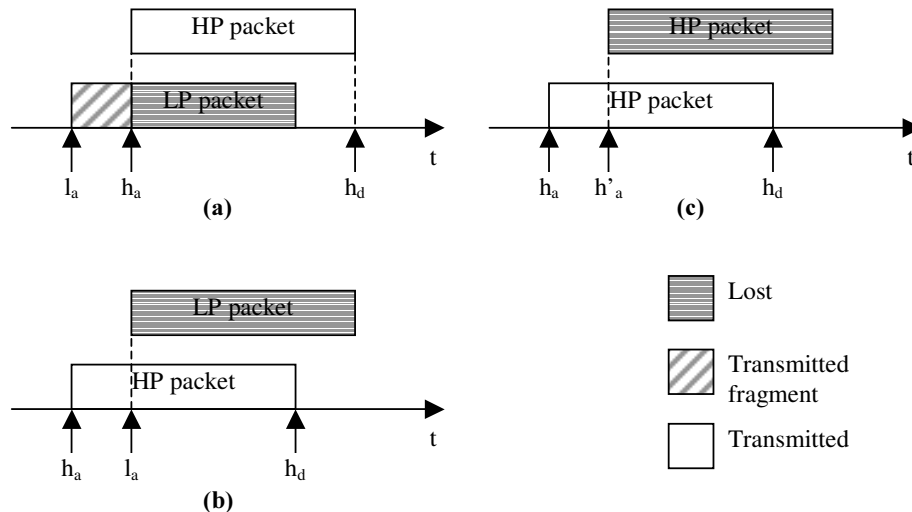 HP packet
LP packet
t
l_a
h_a
h_d
(a)
HP packet
HP packet
t
h_a
h'_a
h_d
(c)
LP packet
HP packet
t
h_a
l_a
h_d
(b)
Lost
Transmitted
fragment
Transmitted